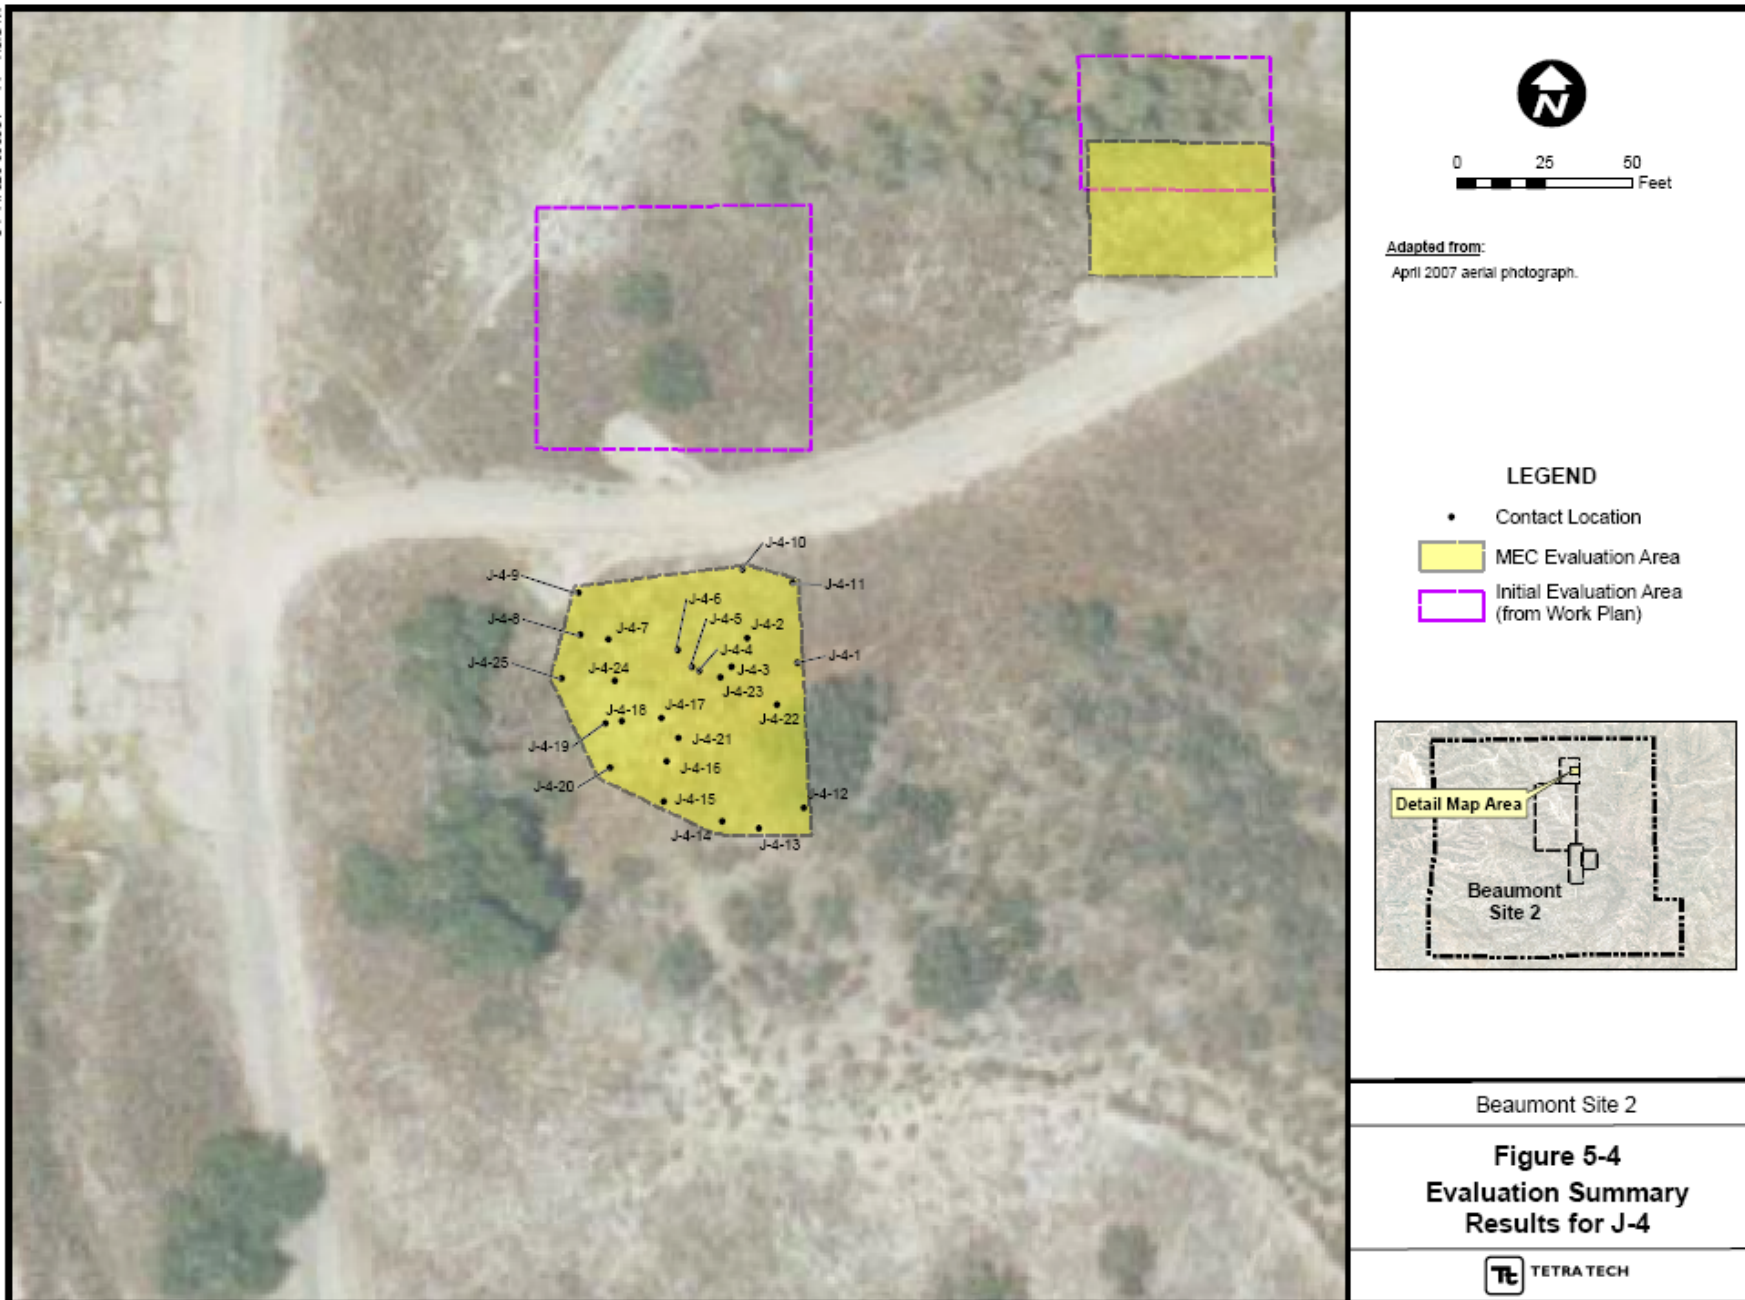 N
0 25 50
Feet
Adapted from:
April 2007 aerial photograph.
LEGEND
Contact Location
MEC Evaluation Area
Initial Evaluation Area
(from Work Plan)
J-4-10
J-4-9
J-4-11
J-4-6
J-4-5
J-4-8
J-4-7
J-4-2
J-4-4
J-4-1
J-4-25
J-4-24
J-4-3
J-4-23
J-4-18
J-4-17
J-4-22
J-4-21
J-4-19
J-4-16
J-4-20
J-4-15
J-4-12
J-4-14
J-4-13
Detail Map Area
Beaumont
Site 2
Beaumont Site 2
Figure 5-4
Evaluation Summary
Results for J-4
Tt TETRA TECH